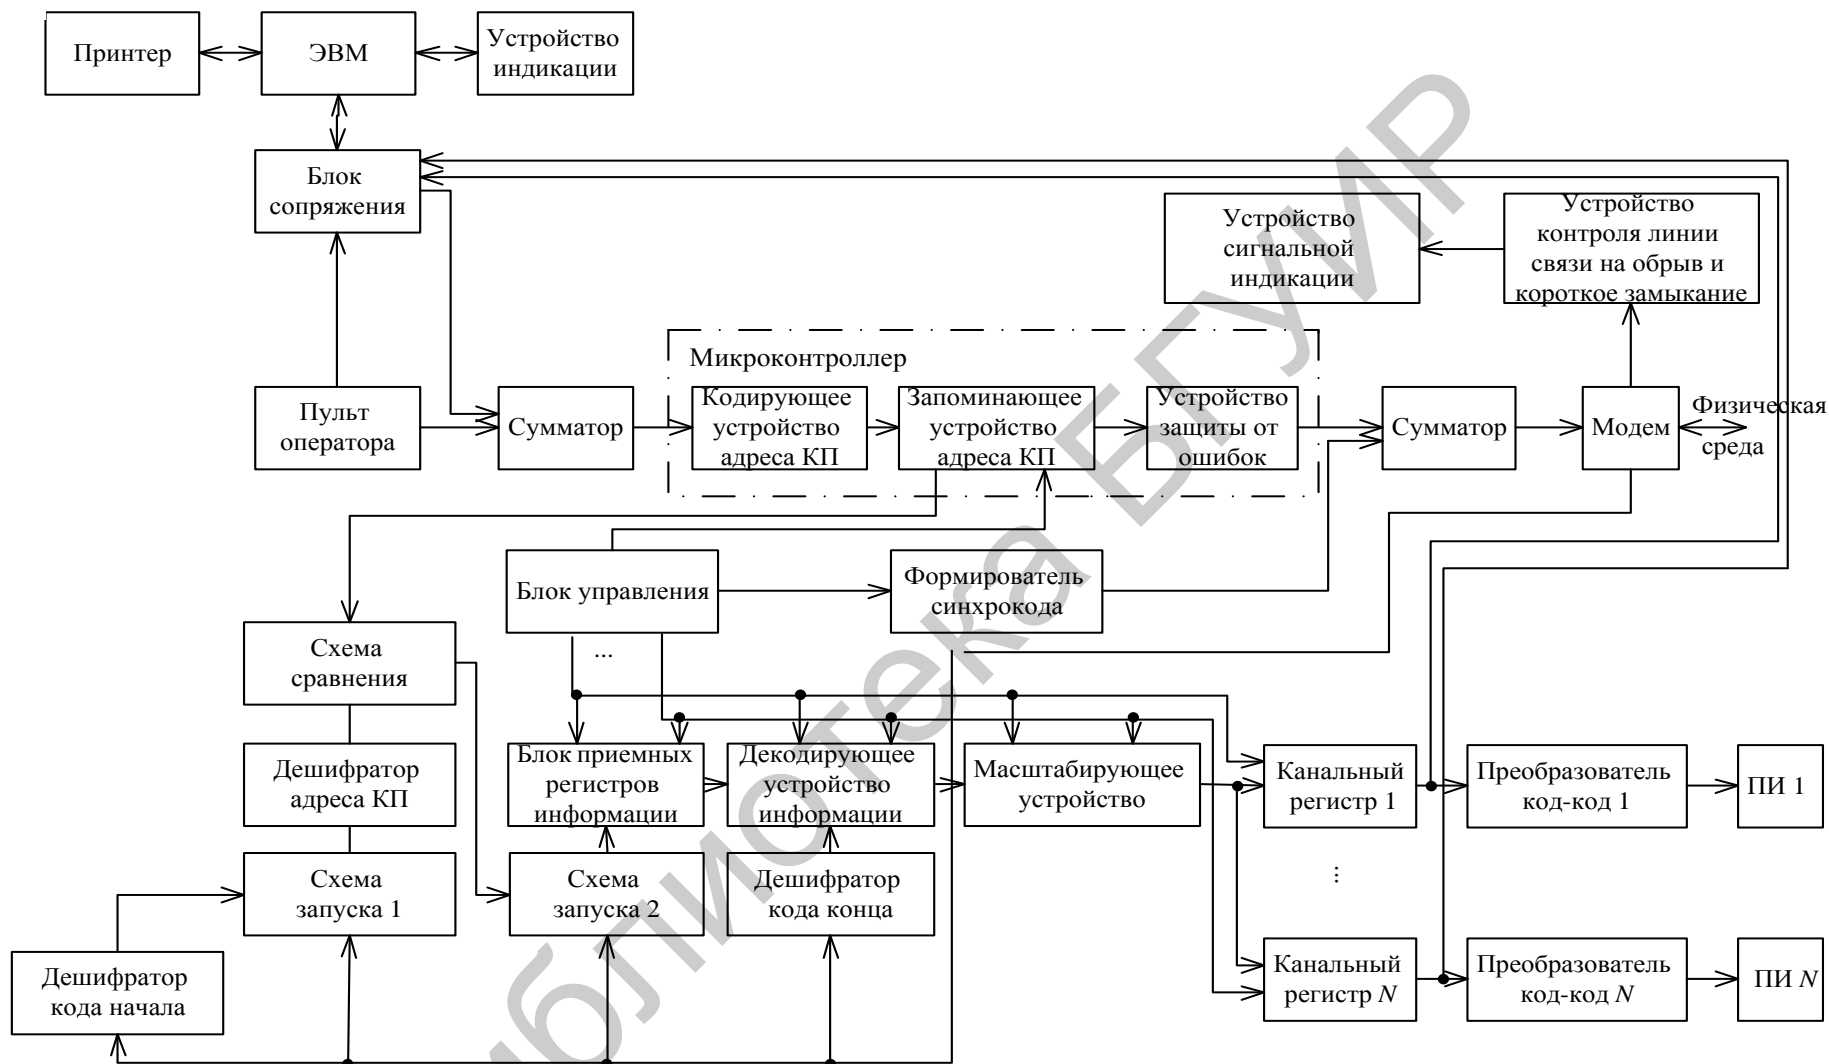 Принтер
ЭВМ
Устройство
индикации
Блок
сопряжения
Устройство
сигнальной
индикации
Устройство
контроля линии
связи на обрыв и
короткое замыкание
Микроконтроллер
Пульт
оператора
Сумматор
Кодирующее
устройство
адреса КП
Запоминающее
устройство
адреса КП
Устройство
защиты от
ошибок
Сумматор
Модем
Физическая
среда
Блок управления
...
Формирователь
синхрокода
Схема
сравнения
Дешифратор
адреса КП
Блок приемных
регистров
информации
Декодирующее
устройство
информации
Масштабирующее
устройство
Канальный
регистр 1
Преобразователь
код-код 1
ПИ 1
Схема
запуска 1
Схема
запуска 2
Дешифратор
кода конца
...
Дешифратор
кода начала
Канальный
регистр N
Преобразователь
код-код N
ПИ N
блиотека БГУИР